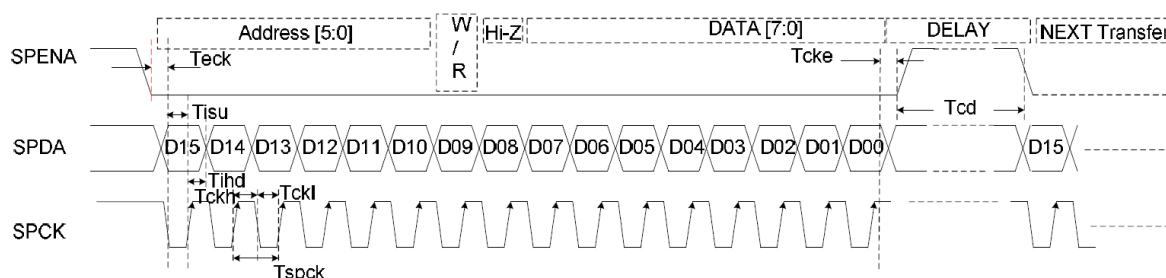 Address [5:0] W/R Hi-Z DATA [7:0] DELAY NEXT Transfer
SPENA Teck Tcke
Tcd
Tisu
SPDA D15 D14 D13 D12 D11 D10 D09 D08 D07 D06 D05 D04 D03 D02 D01 D00 D15
Tihd
Tckh Tckl
SPCK
Tspck